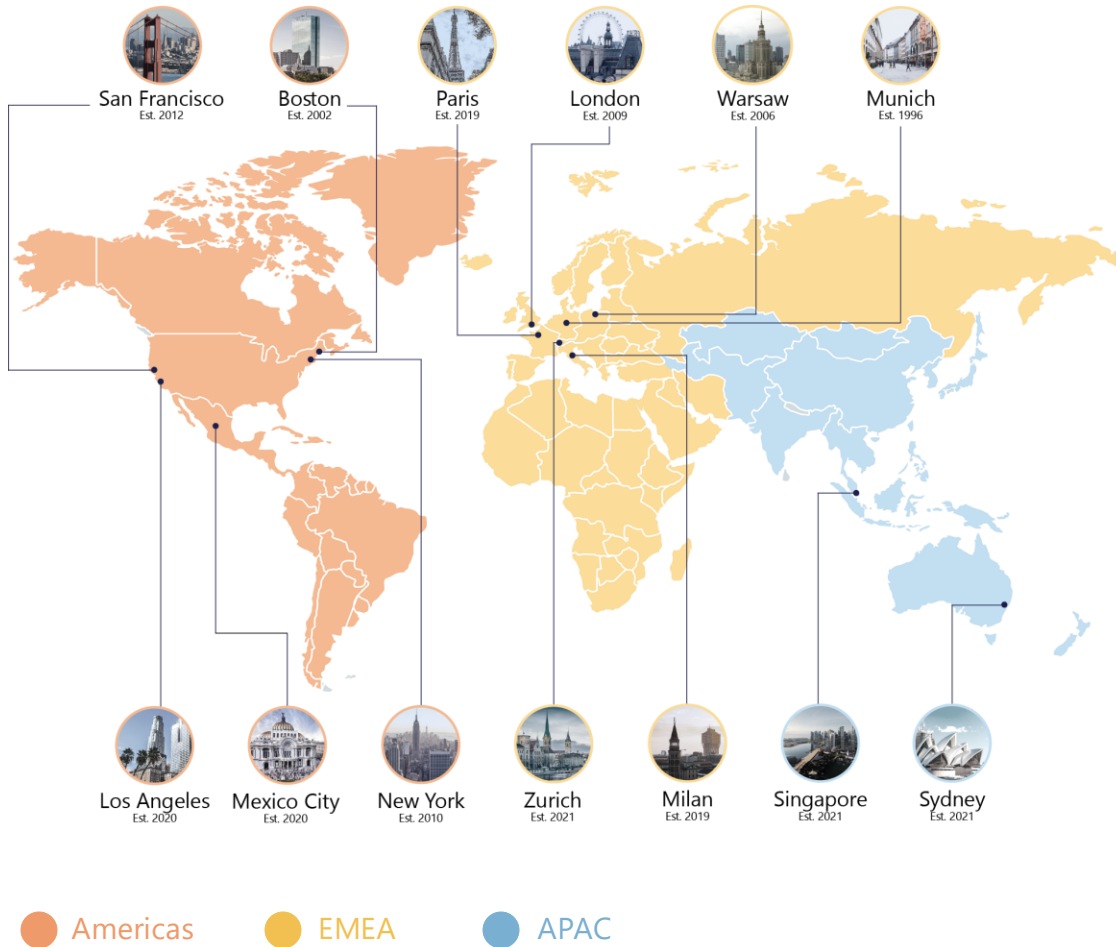 San Francisco
Est. 2012
Boston
Est. 2002
Paris
Est. 2019
London
Est. 2009
Warsaw
Est. 2006
Munich
Est. 1996
Los Angeles
Est. 2020
Mexico City
Est. 2020
New York
Est. 2010
Zurich
Est. 2021
Milan
Est. 2019
Singapore
Est. 2021
Sydney
Est. 2021
Americas
EMEA
APAC